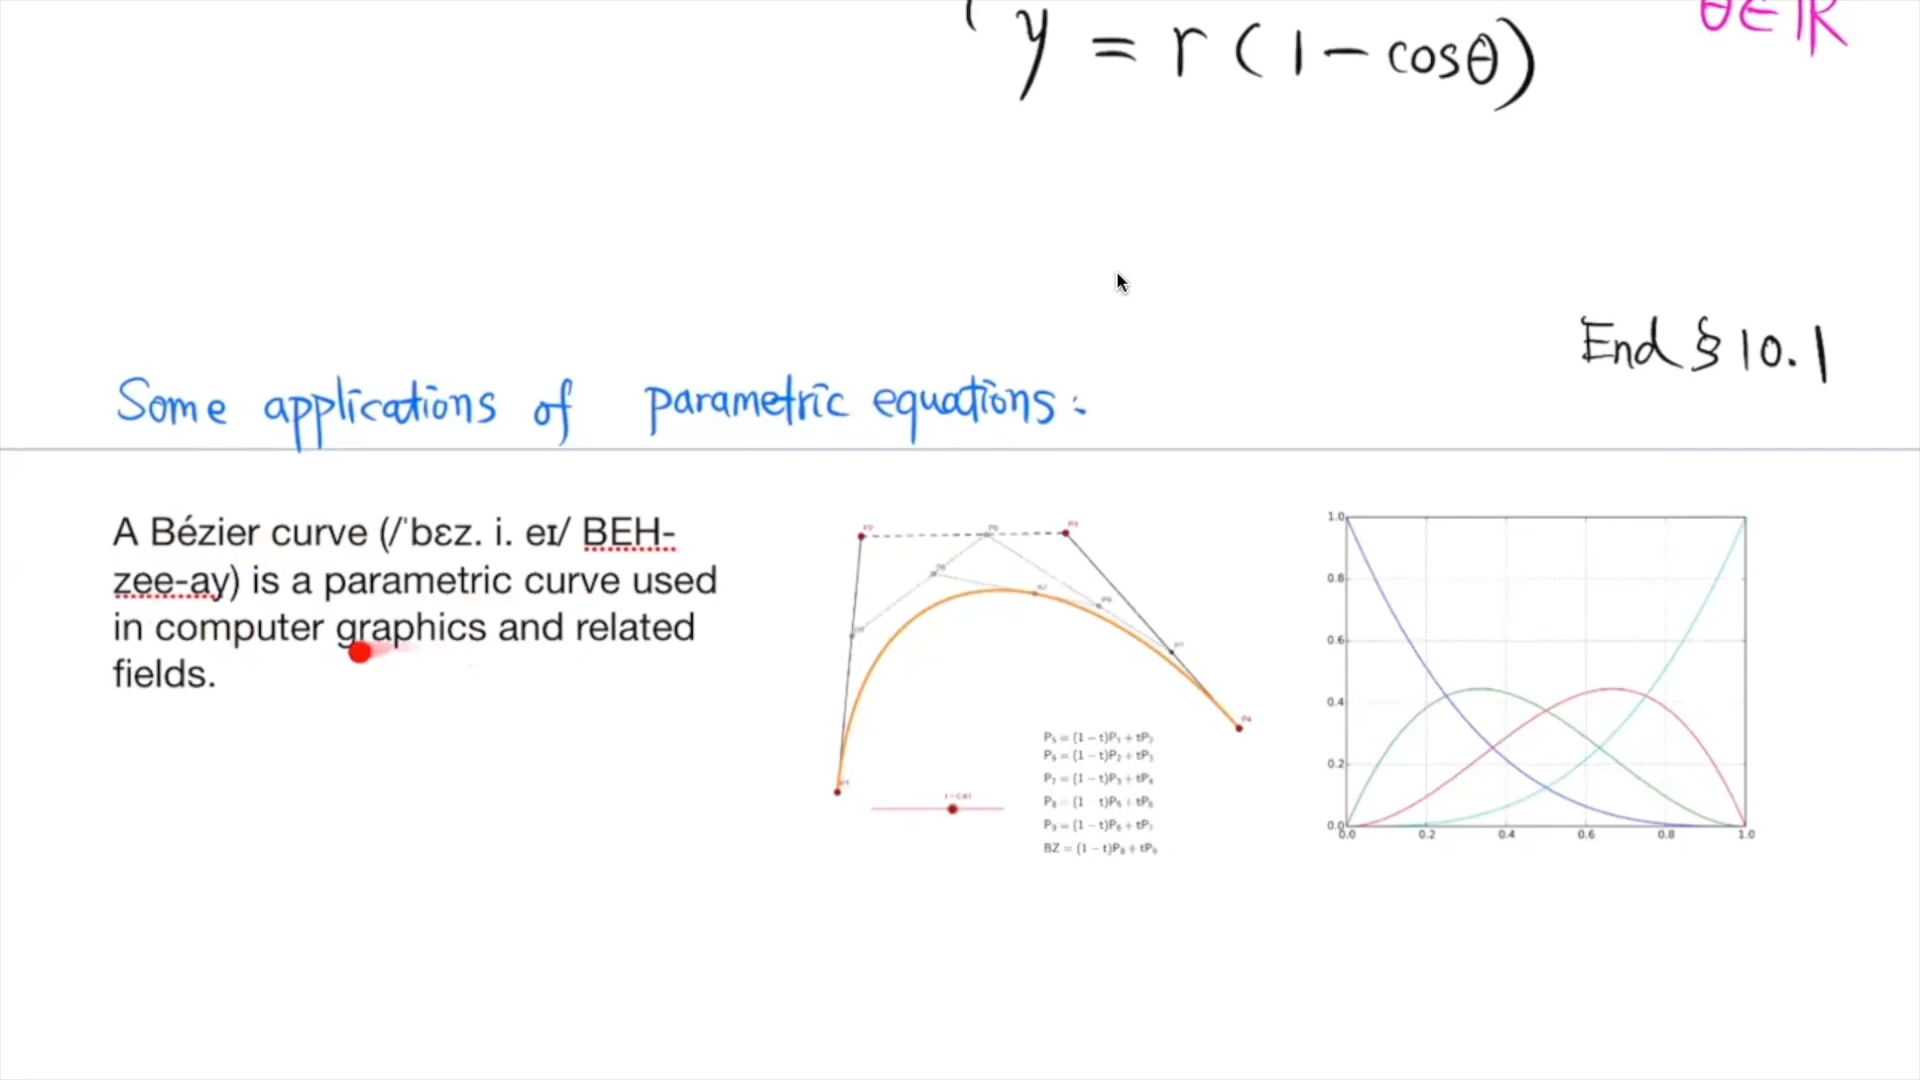 y = r (1 - cosθ)
θ∈ℝ
End § 10.1
Some applications of parametric equations:
A Bézier curve (/ˈbɛz. i. eɪ/ BEH-
zee-ay) is a parametric curve used
in computer graphics and related
fields.
P₅ = (1 − t)P₁ + tP₂
P₆ = (1 − t)P₂ + tP₃
P₇ = (1 − t)P₃ + tP₄
P₈ = (1 t)P₅ + tP₆
P₉ = (1 − t)P₆ + tP₇
BZ = (1 − t)P₈ + tP₉
1.0
0.8
0.6
0.4
0.2
0.0
0.0 0.2 0.4 0.6 0.8 1.0